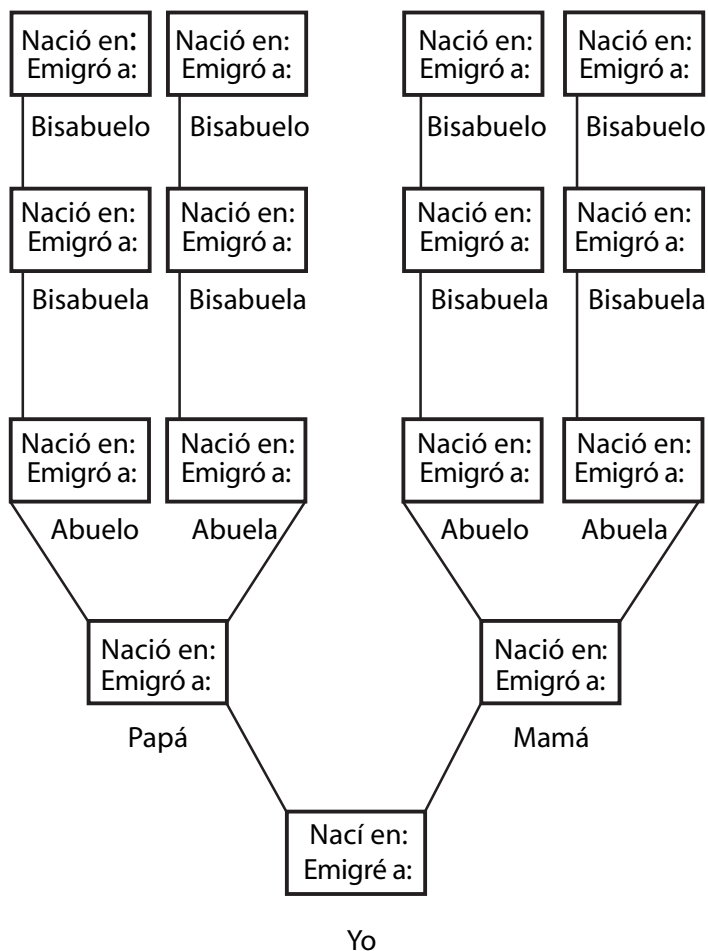 Nació en:
Emigró a:
Nació en:
Emigró a:
Nació en:
Emigró a:
Nació en:
Emigró a:
Bisabuelo
Bisabuelo
Bisabuelo
Bisabuelo
Nació en:
Emigró a:
Nació en:
Emigró a:
Nació en:
Emigró a:
Nació en:
Emigró a:
Bisabuela
Bisabuela
Bisabuela
Bisabuela
Nació en:
Emigró a:
Nació en:
Emigró a:
Nació en:
Emigró a:
Nació en:
Emigró a:
Abuelo
Abuela
Abuelo
Abuela
Nació en:
Emigró a:
Nació en:
Emigró a:
Papá
Mamá
Nací en:
Emigré a:
Yo